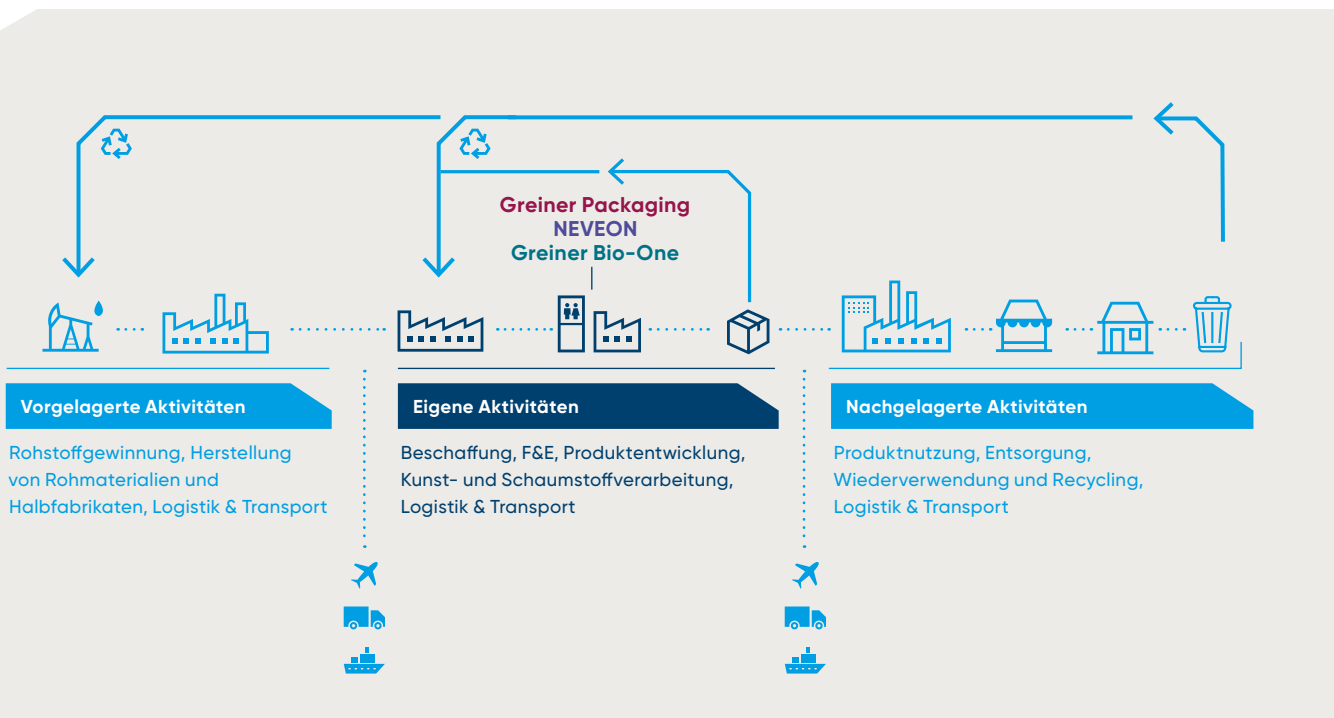 Greiner Packaging
NEVEON
Greiner Bio-One
Vorgelagerte Aktivitäten
Rohstoffgewinnung, Herstellung
von Rohmaterialien und
Halbfabrikaten, Logistik & Transport
Eigene Aktivitäten
Beschaffung, F&E, Produktentwicklung,
Kunst- und Schaumstoffverarbeitung,
Logistik & Transport
Nachgelagerte Aktivitäten
Produktnutzung, Entsorgung,
Wiederverwendung und Recycling,
Logistik & Transport